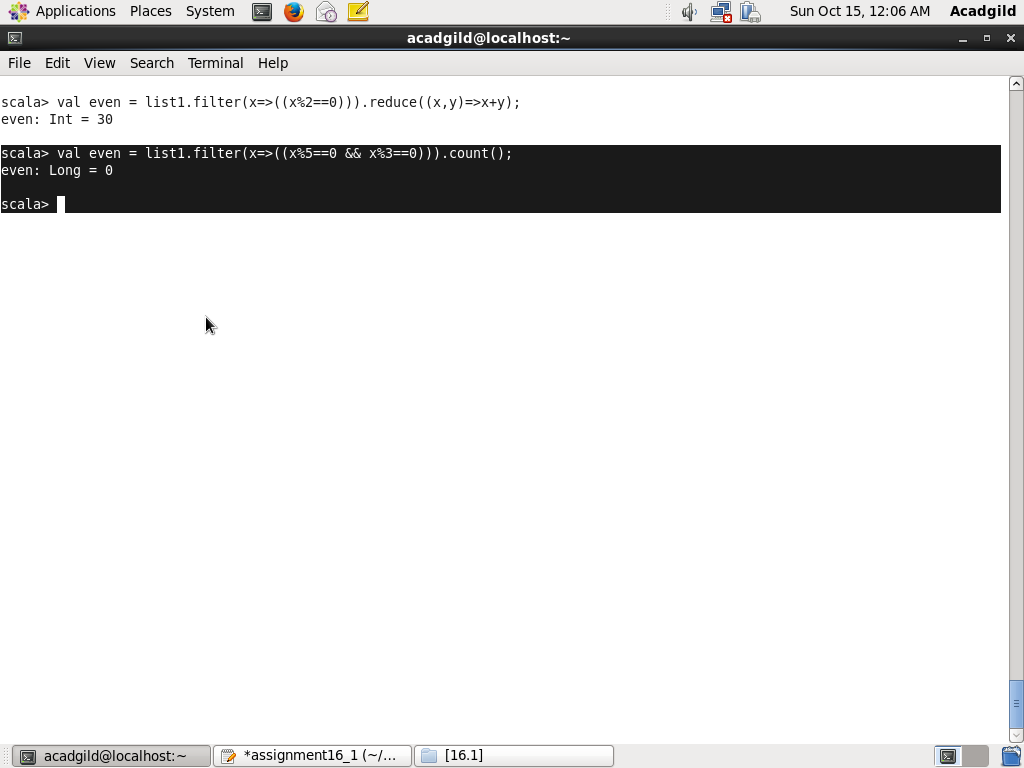 Applications Places System Sun Oct 15, 12:06 AM Acadgild
acadgild@localhost:~
File Edit View Search Terminal Help
scala> val even = list1.filter(x=>((x%2==0))).reduce((x,y)=>x+y);
even: Int = 30
scala> val even = list1.filter(x=>((x%5==0 && x%3==0))).count();
even: Long = 0
scala>
acadgild@localhost:~ *assignment16_1 (~/... [16.1]